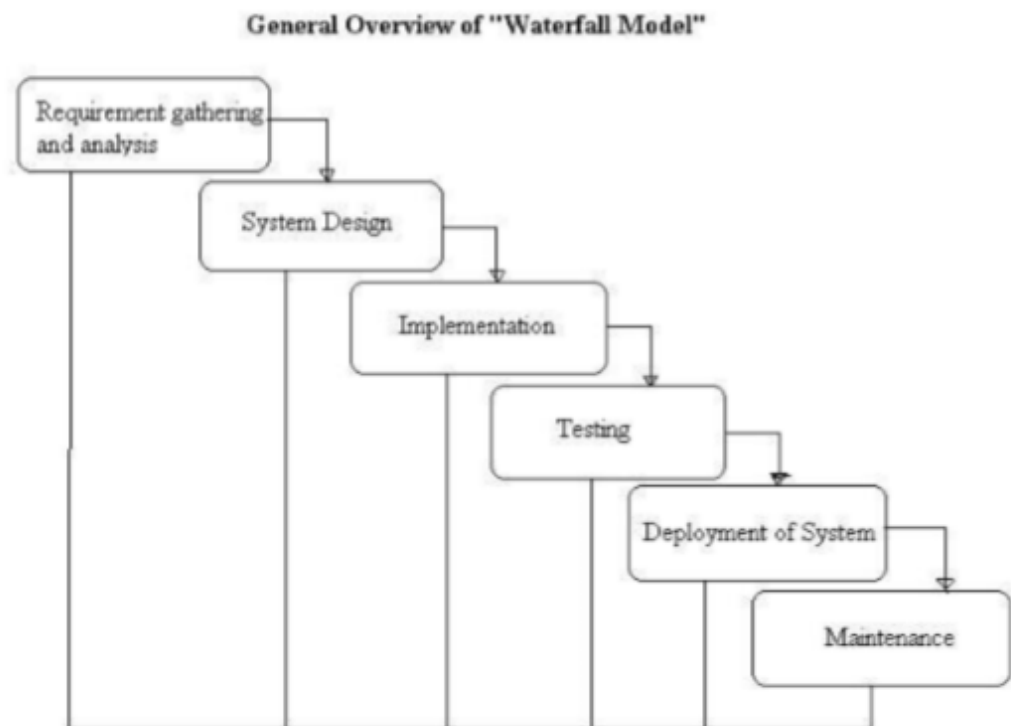 General Overview of "Waterfall Model"
Requirement gathering
and analysis
System Design
Implementation
Testing
Deployment of System
Maintenance